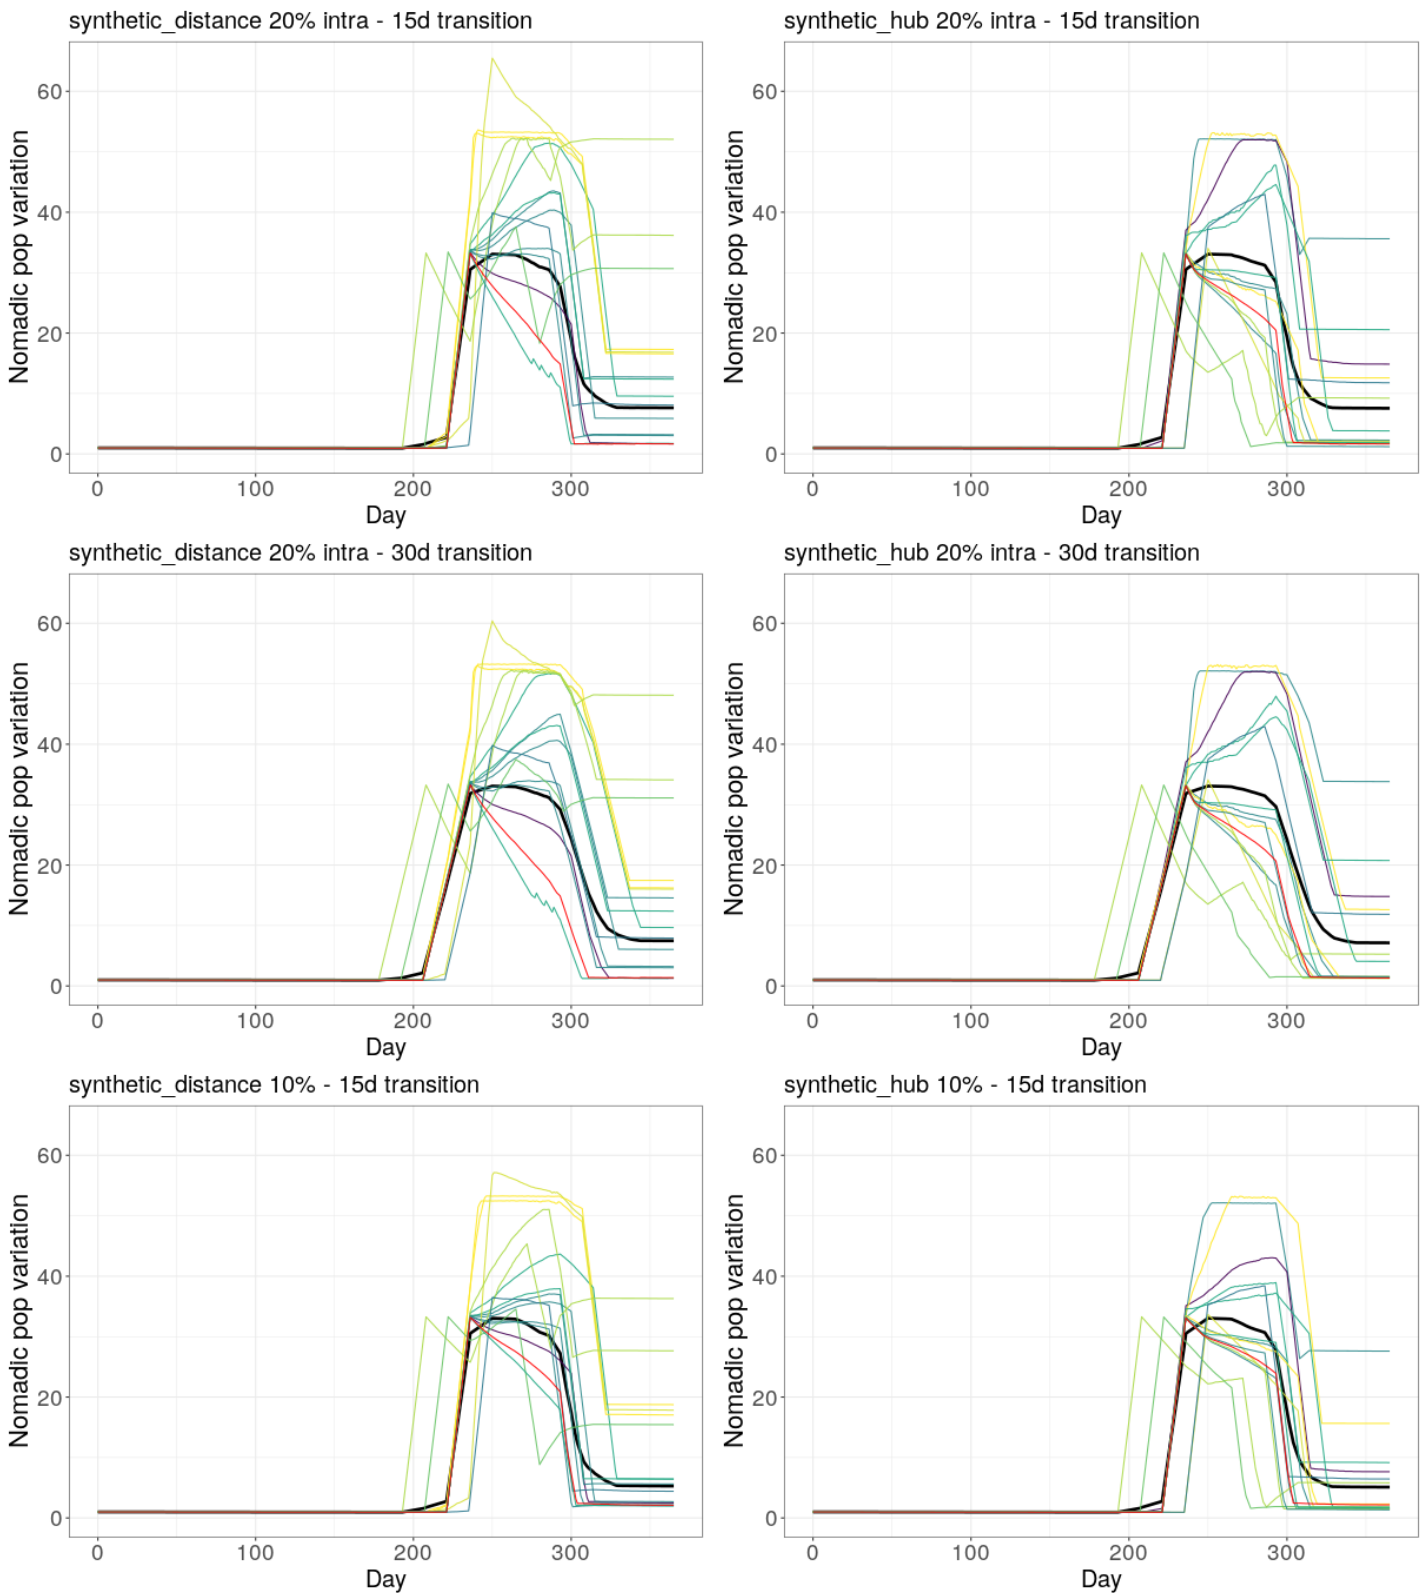 synthetic_distance 20% intra - 15d transition
Nomadic pop variation
60
40
20
0
0 100 200 300
Day
synthetic_hub 20% intra - 15d transition
Nomadic pop variation
60
40
20
0
0 100 200 300
Day
synthetic_distance 20% intra - 30d transition
Nomadic pop variation
60
40
20
0
0 100 200 300
Day
synthetic_hub 20% intra - 30d transition
Nomadic pop variation
60
40
20
0
0 100 200 300
Day
synthetic_distance 10% - 15d transition
Nomadic pop variation
60
40
20
0
0 100 200 300
Day
synthetic_hub 10% - 15d transition
Nomadic pop variation
60
40
20
0
0 100 200 300
Day